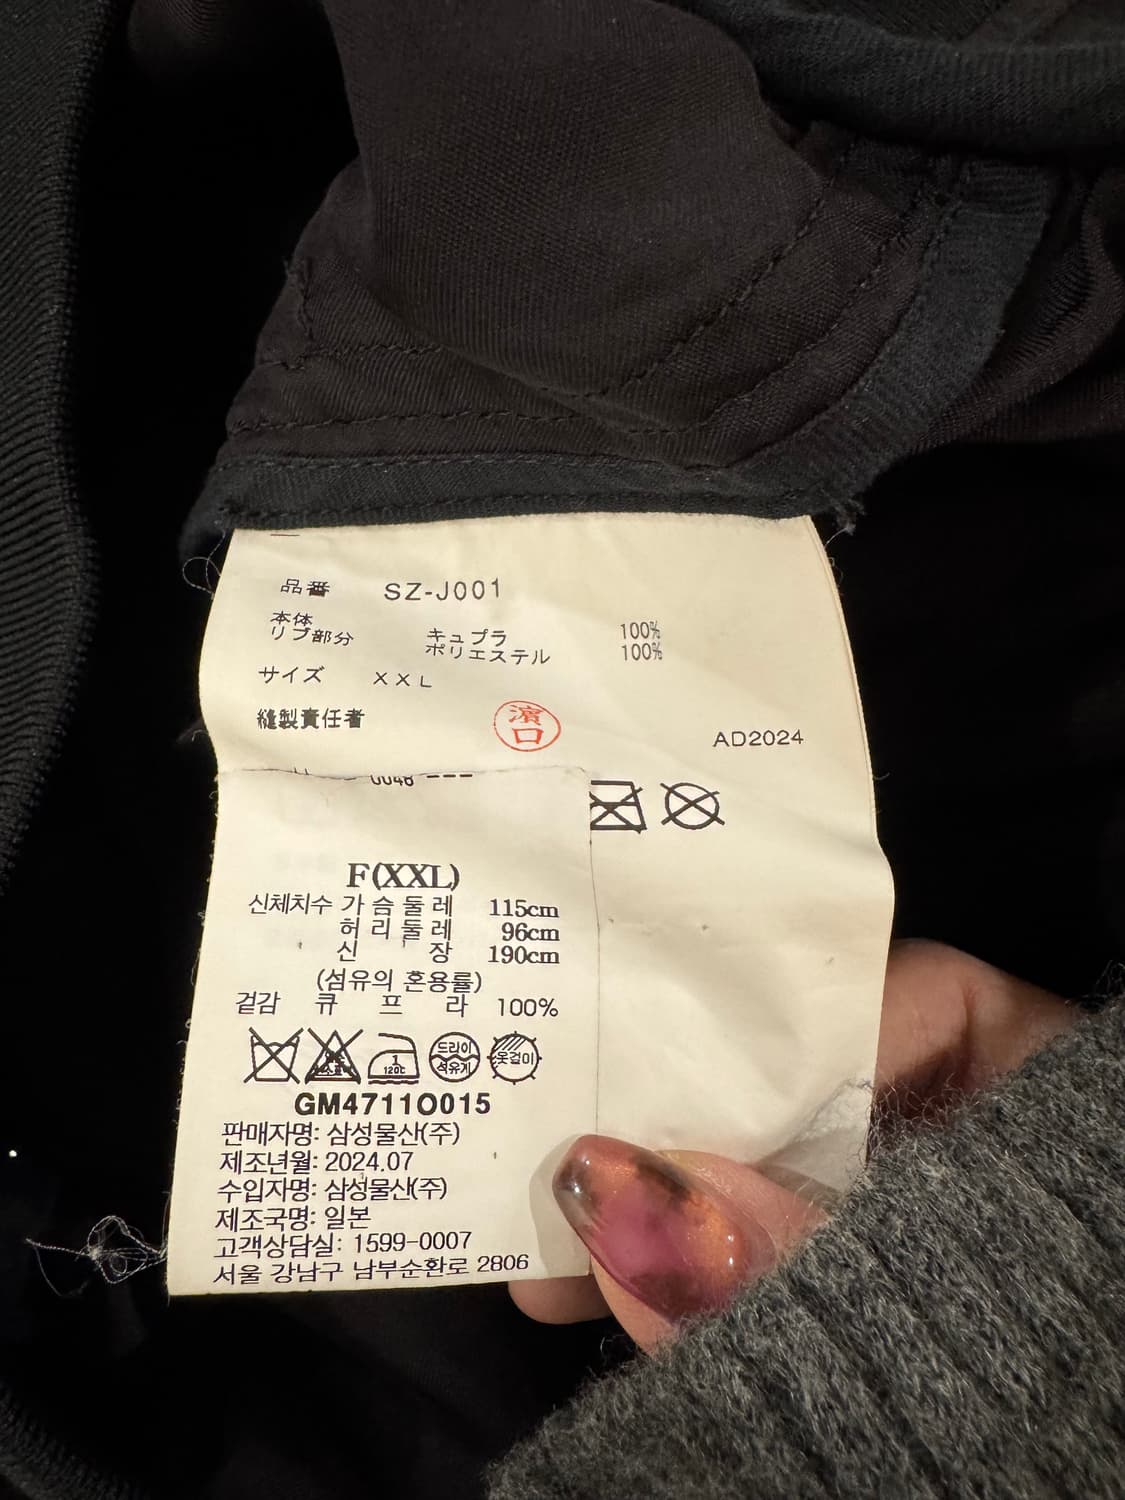 品番 SZ-J001
本体 キュプラ 100%
リブ部分 ポリエステル 100%
サイズ XXL
縫製責任者 濱口
AD2024
0048 ---
F(XXL)
신체치수 가슴둘레 115cm
허리둘레 96cm
신장 190cm
(섬유의 혼용률)
겉감 큐프라 100%
1
120℃
드라이
석유계
옷걸이
GM4711O015
판매자명: 삼성물산(주)
제조년월: 2024.07
수입자명: 삼성물산(주)
제조국명: 일본
고객상담실: 1599-0007
서울 강남구 남부순환로 2806